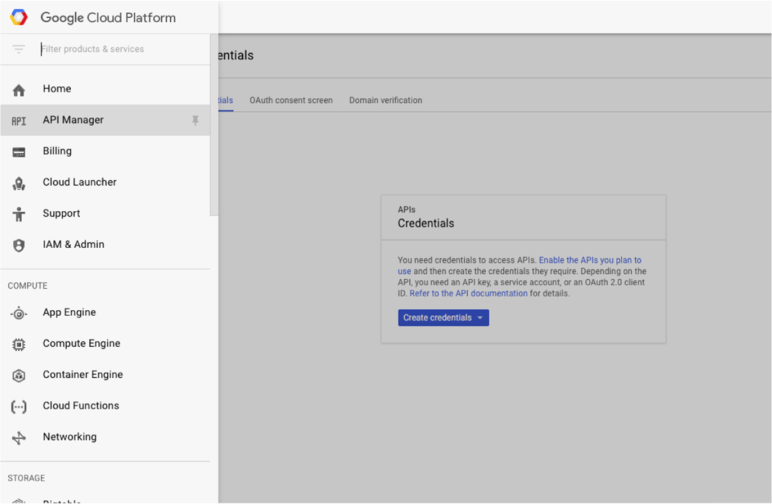 Google Cloud Platform
Filter products & services
Home
API API Manager
Billing
Cloud Launcher
Support
IAM & Admin
COMPUTE
App Engine
Compute Engine
Container Engine
Cloud Functions
Networking
STORAGE
entials
tials OAuth consent screen Domain verification
APIs
Credentials
You need credentials to access APIs. Enable the APIs you plan to
use and then create the credentials they require. Depending on the
API, you need an API key, a service account, or an OAuth 2.0 client
ID. Refer to the API documentation for details.
Create credentials